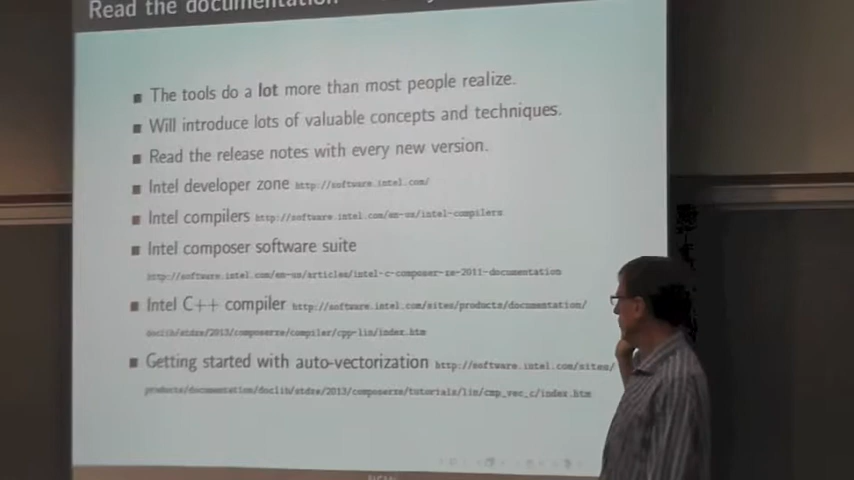 Read the documentation
■ The tools do a lot more than most people realize.
■ Will introduce lots of valuable concepts and techniques.
■ Read the release notes with every new version.
■ Intel developer zone http://software.intel.com/
■ Intel compilers http://software.intel.com/en-us/intel-compilers
■ Intel composer software suite
http://software.intel.com/en-us/articles/intel-c-composer-xe-2011-documentation
■ Intel C++ compiler http://software.intel.com/sites/products/documentation/
doclib/stdxe/2013/composerxe/compiler/cpp-lin/index.htm
■ Getting started with auto-vectorization http://software.intel.com/sites/
products/documentation/doclib/stdxe/2013/composerxe/tutorials/lin/cmp_vec_c/index.htm